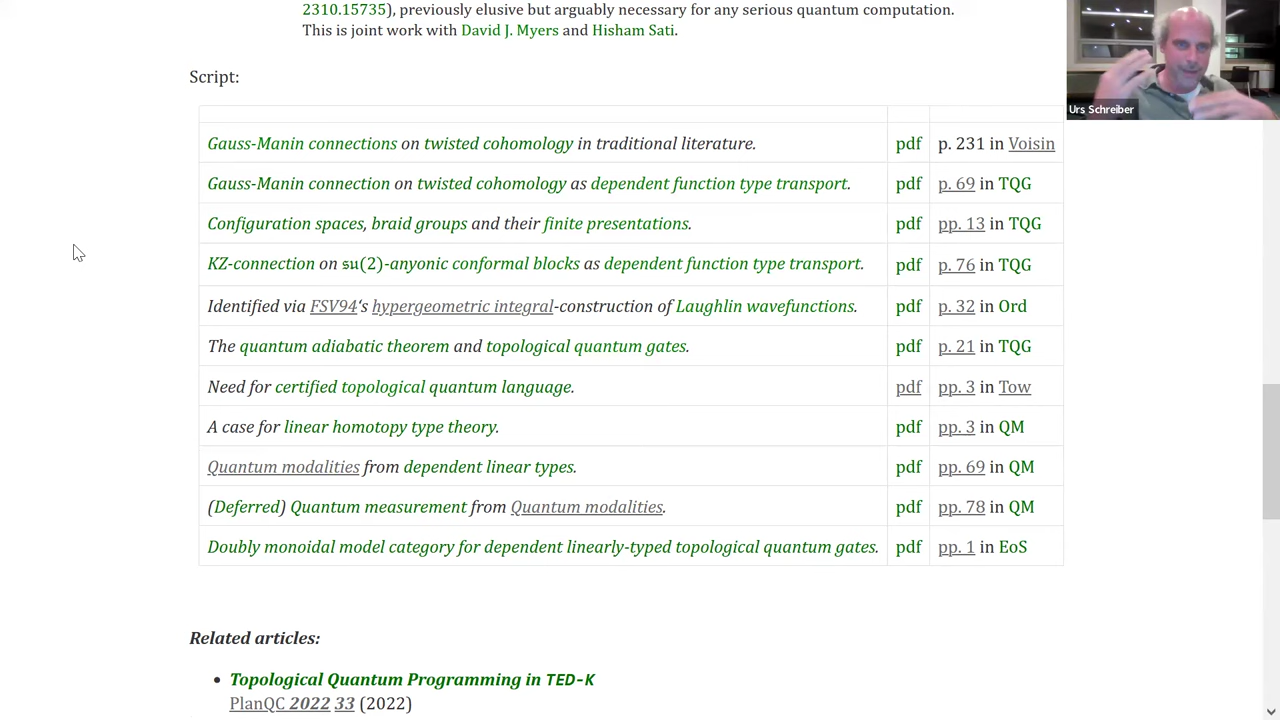 2310.15735), previously elusive but arguably necessary for any serious quantum computation.
This is joint work with David J. Myers and Hisham Sati.
Urs Schreiber
Script:
Gauss-Manin connections on twisted cohomology in traditional literature. pdf p. 231 in Voisin
Gauss-Manin connection on twisted cohomology as dependent function type transport. pdf p. 69 in TQG
Configuration spaces, braid groups and their finite presentations. pdf pp. 13 in TQG
KZ-connection on 𝔰𝔲(2)-anyonic conformal blocks as dependent function type transport. pdf p. 76 in TQG
Identified via FSV94‘s hypergeometric integral-construction of Laughlin wavefunctions. pdf p. 32 in Ord
The quantum adiabatic theorem and topological quantum gates. pdf p. 21 in TQG
Need for certified topological quantum language. pdf pp. 3 in Tow
A case for linear homotopy type theory. pdf pp. 3 in QM
Quantum modalities from dependent linear types. pdf pp. 69 in QM
(Deferred) Quantum measurement from Quantum modalities. pdf pp. 78 in QM
Doubly monoidal model category for dependent linearly-typed topological quantum gates. pdf pp. 1 in EoS
Related articles:
• Topological Quantum Programming in TED-K
PlanQC 2022 33 (2022)